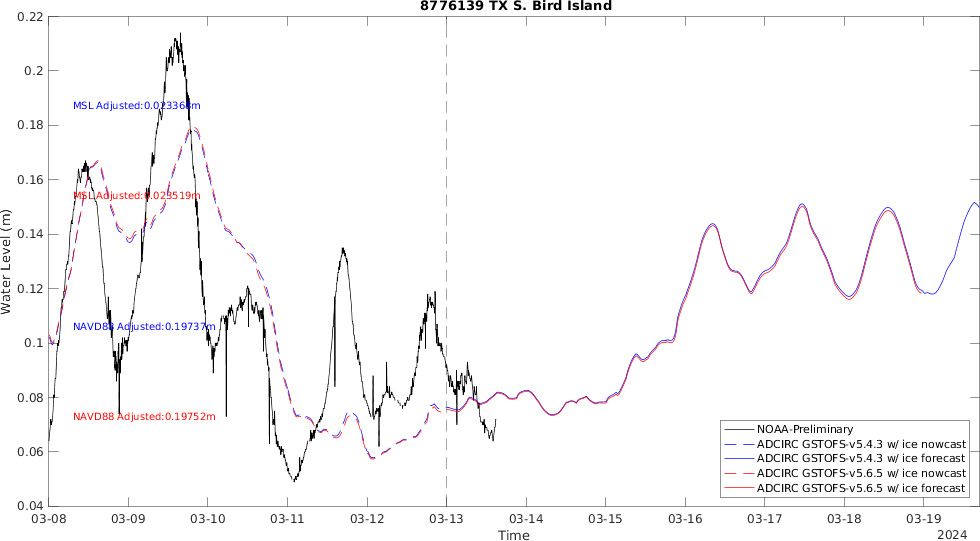 8776139 TX S. Bird Island
Water Level (m)
0.22
0.2
0.18
0.16
0.14
0.12
0.1
0.08
0.06
0.04
MSL Adjusted:0.023368m
MSL Adjusted:0.023519m
NAVD88 Adjusted:0.19737m
NAVD88 Adjusted:0.19752m
NOAA-Preliminary
ADCIRC GSTOFS-v5.4.3 w/ ice nowcast
ADCIRC GSTOFS-v5.4.3 w/ ice forecast
ADCIRC GSTOFS-v5.6.5 w/ ice nowcast
ADCIRC GSTOFS-v5.6.5 w/ ice forecast
03-08 03-09 03-10 03-11 03-12 03-13 03-14 03-15 03-16 03-17 03-18 03-19
Time
2024